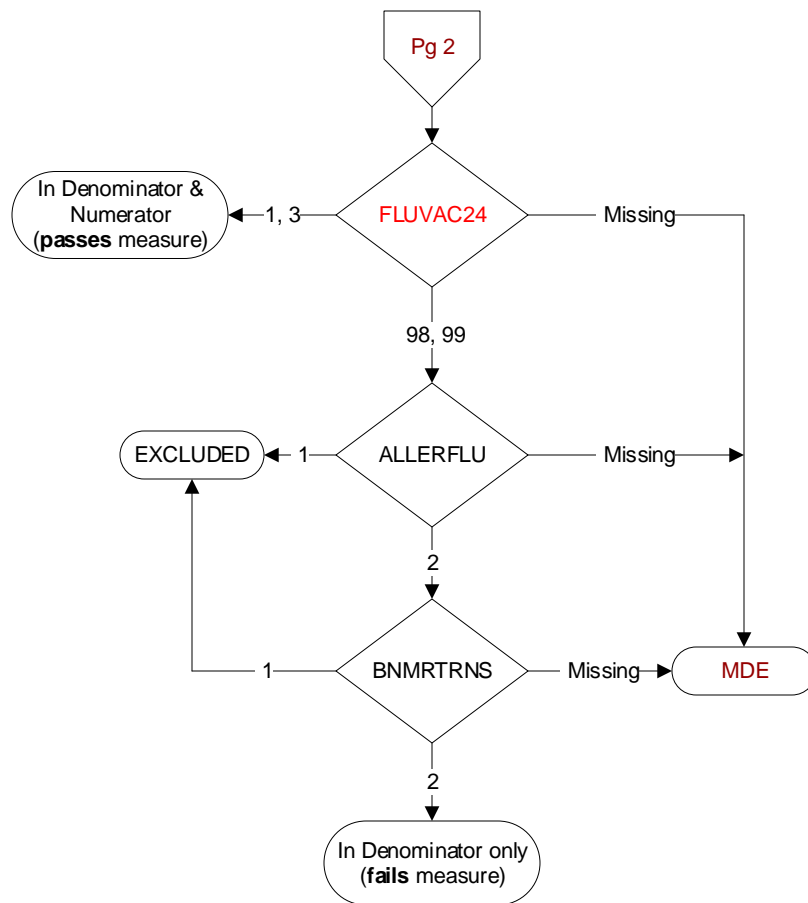 Pg 2
In Denominator &
Numerator
(passes measure)
1, 3
FLUVAC24
Missing
98, 99
EXCLUDED
1
ALLERFLU
Missing
2
1
BNMRTRNS
Missing
MDE
2
In Denominator only
(fails measure)